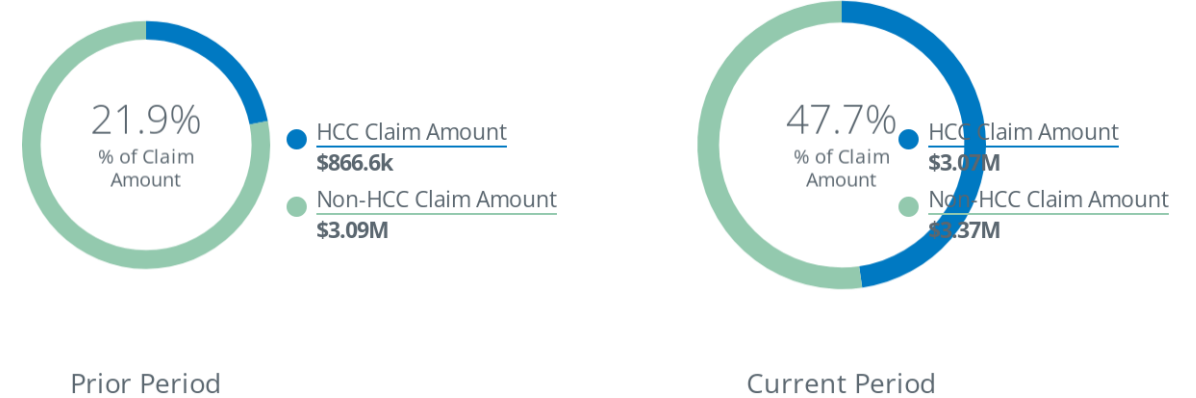 21.9%
% of Claim
Amount
HCC Claim Amount
$866.6k
Non-HCC Claim Amount
$3.09M
Prior Period
47.7%
% of Claim
Amount
HCC Claim Amount
$3.07M
Non-HCC Claim Amount
$3.37M
Current Period